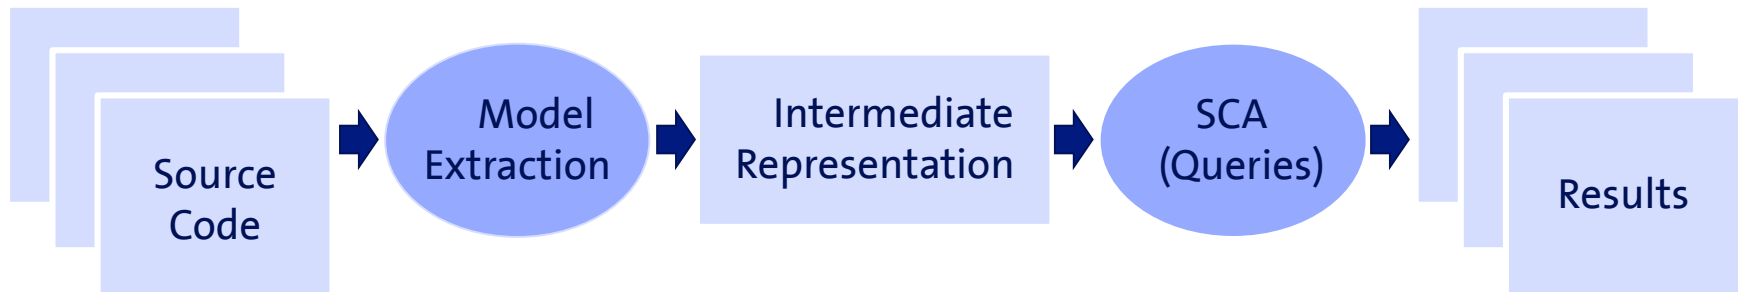 Source
Code
Model
Extraction
Intermediate
Representation
SCA
(Queries)
Results